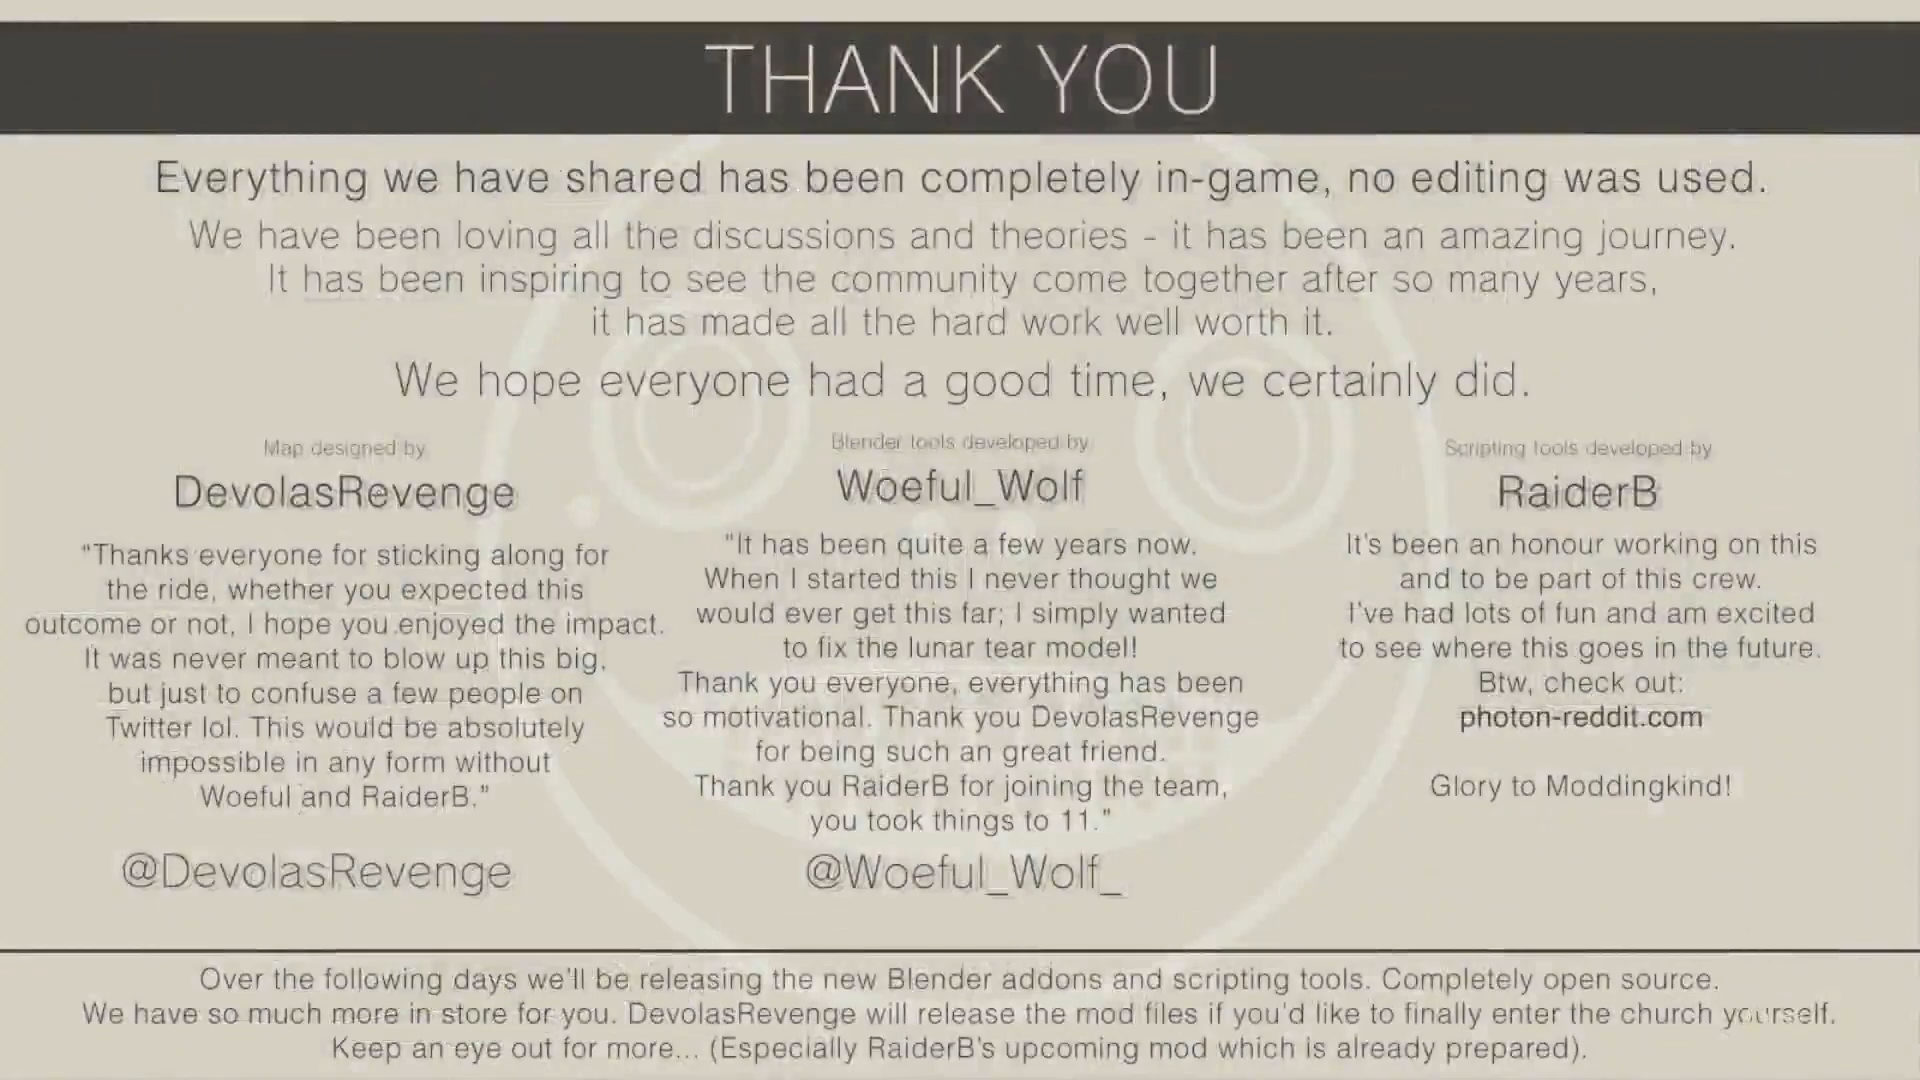 THANK YOU
Everything we have shared has been completely in-game, no editing was used.
We have been loving all the discussions and theories - it has been an amazing journey.
It has been inspiring to see the community come together after so many years,
it has made all the hard work well worth it.
We hope everyone had a good time, we certainly did.
Map designed by
DevolasRevenge
"Thanks everyone for sticking along for
the ride, whether you expected this
outcome or not, I hope you enjoyed the impact.
It was never meant to blow up this big,
but just to confuse a few people on
Twitter lol. This would be absolutely
impossible in any form without
Woeful and RaiderB."
@DevolasRevenge
Blender tools developed by
Woeful_Wolf
"It has been quite a few years now.
When I started this I never thought we
would ever get this far; I simply wanted
to fix the lunar tear model!
Thank you everyone, everything has been
so motivational. Thank you DevolasRevenge
for being such an great friend.
Thank you RaiderB for joining the team,
you took things to 11."
@Woeful_Wolf_
Scripting tools developed by
RaiderB
It's been an honour working on this
and to be part of this crew.
I've had lots of fun and am excited
to see where this goes in the future.
Btw, check out:
photon-reddit.com
Glory to Moddingkind!
Over the following days we'll be releasing the new Blender addons and scripting tools. Completely open source.
We have so much more in store for you. DevolasRevenge will release the mod files if you'd like to finally enter the church yourself.
Keep an eye out for more... (Especially RaiderB's upcoming mod which is already prepared).